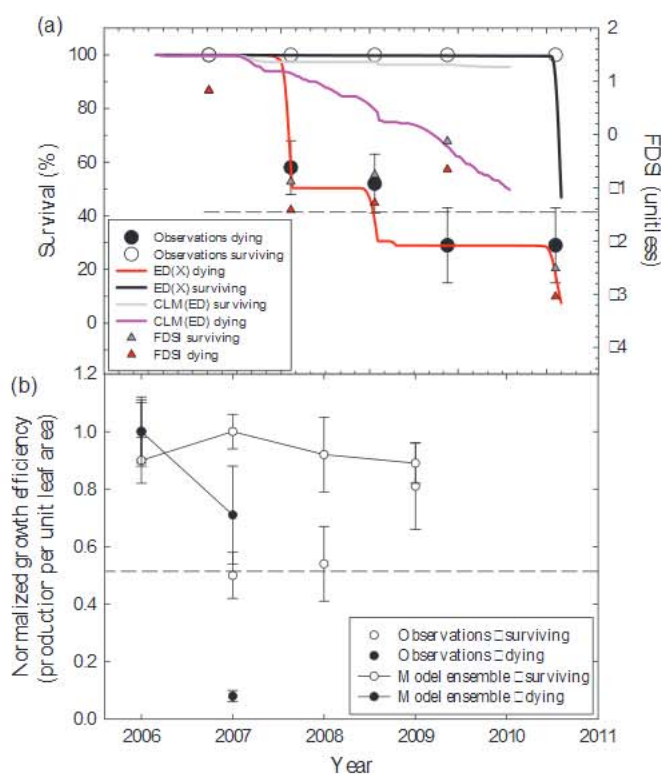 (a)
2
100
1
80
0
Survival (%)
FDSI (unitless)
60
□1
40
□2
20
□3
0
□4
Observations dying
Observations surviving
ED(X) dying
ED(X) surviving
CLM(ED) surviving
CLM(ED) dying
FDSI surviving
FDSI dying
(b)
1.2
1.0
0.8
0.6
0.4
0.2
0.0
Normalized growth efficiency
(production per unit leaf area)
Observations □surviving
Observations □dying
Model ensemble □surviving
Model ensemble □dying
2006 2007 2008 2009 2010 2011
Year